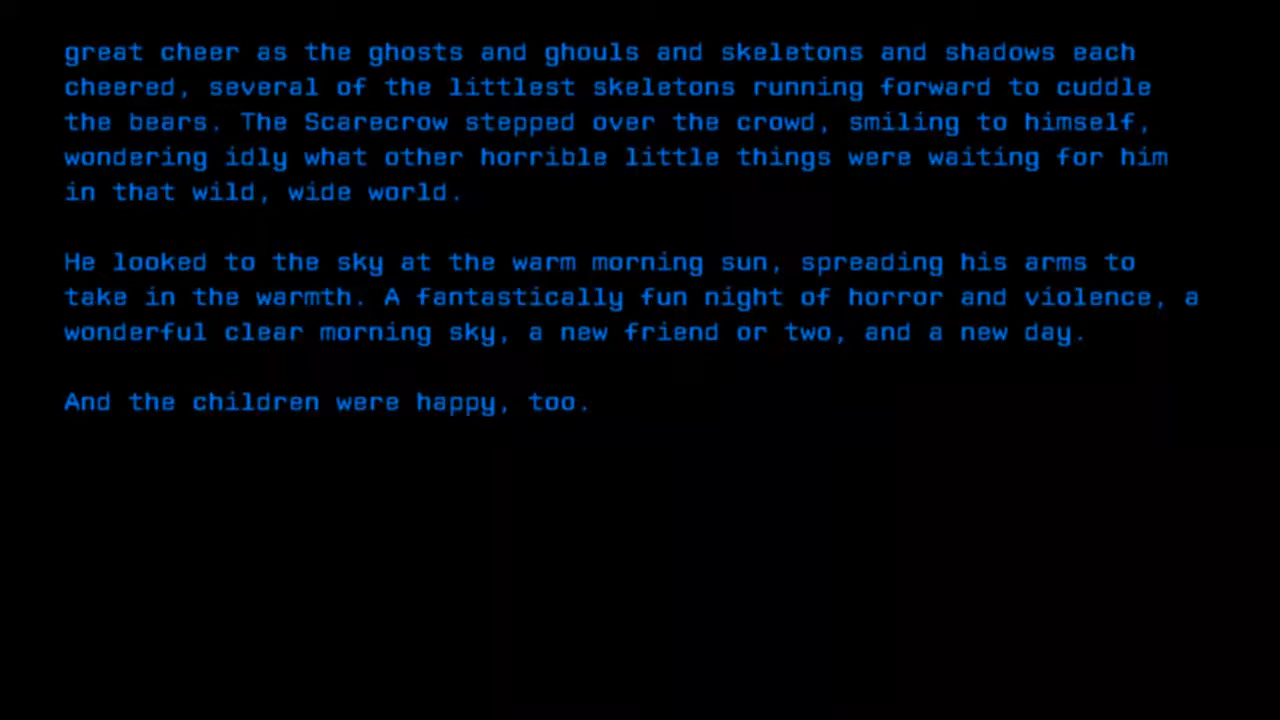 great cheer as the ghosts and ghouls and skeletons and shadows each
cheered, several of the littlest skeletons running forward to cuddle
the bears. The Scarecrow stepped over the crowd, smiling to himself,
wondering idly what other horrible little things were waiting for him
in that wild, wide world.
He looked to the sky at the warm morning sun, spreading his arms to
take in the warmth. A fantastically fun night of horror and violence, a
wonderful clear morning sky, a new friend or two, and a new day.
And the children were happy, too.